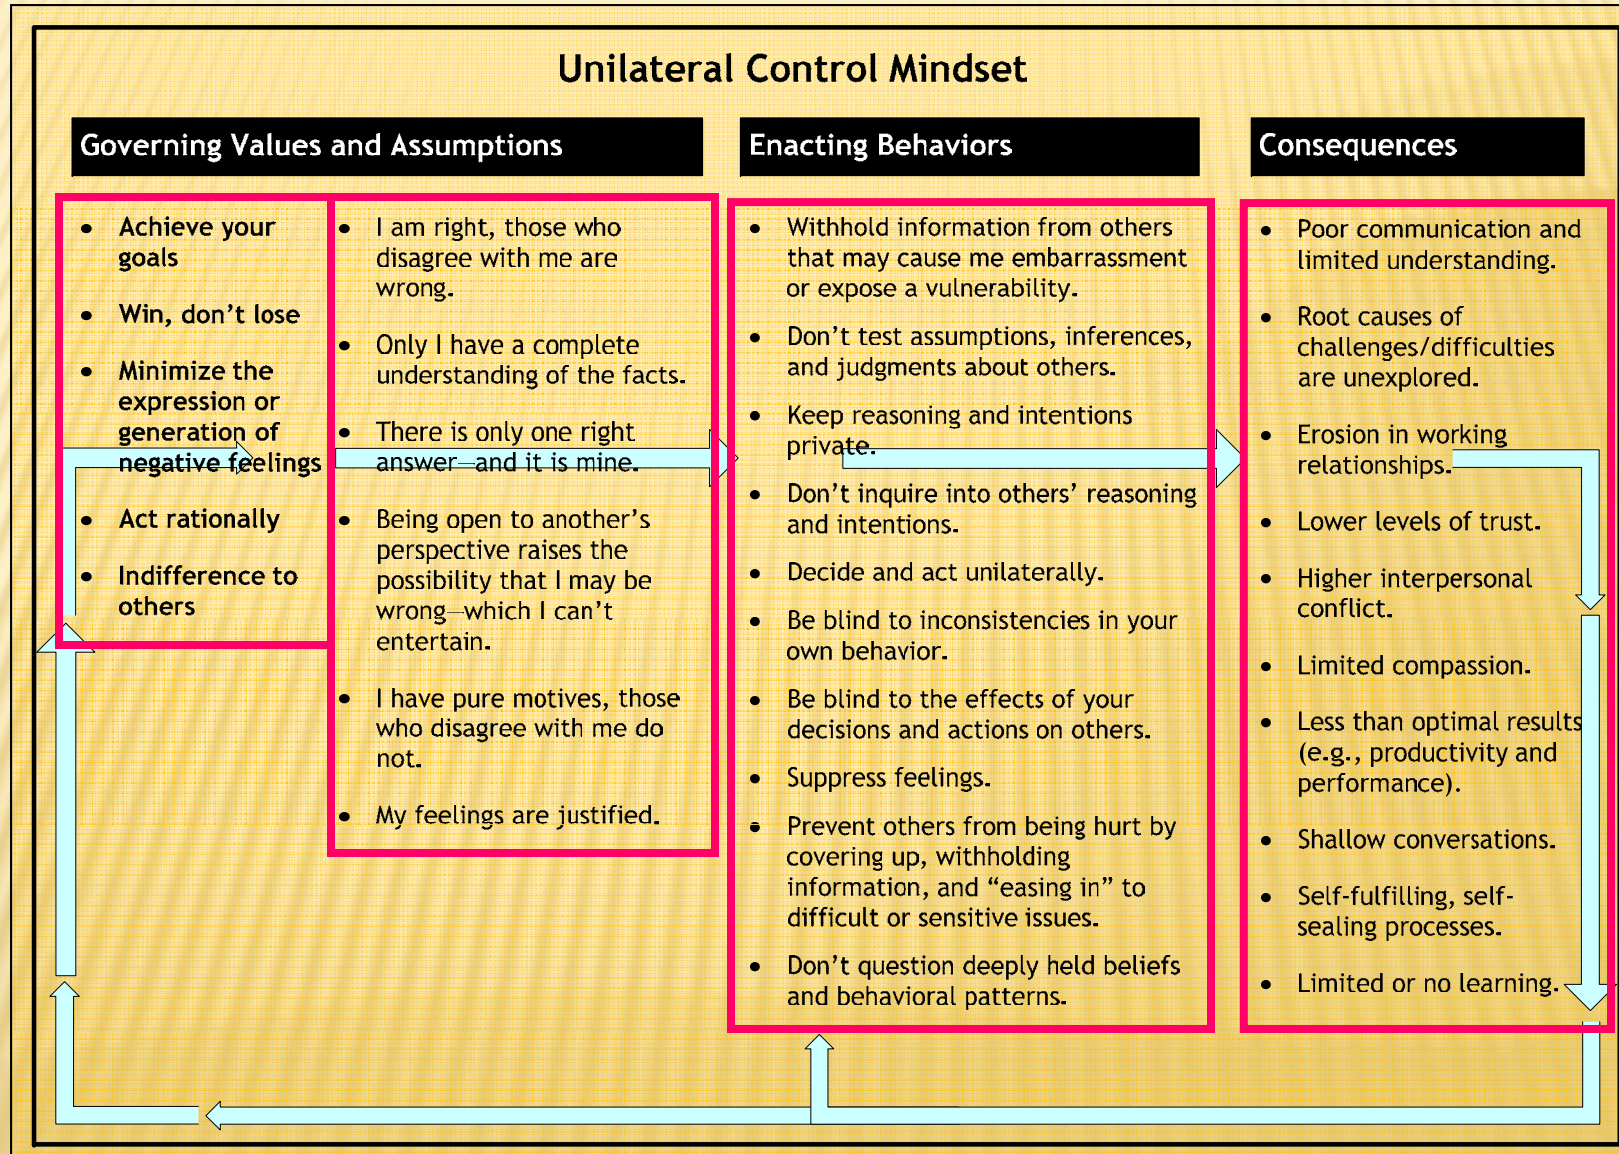 Unilateral Control Mindset
Governing Values and Assumptions
Enacting Behaviors
Consequences
• Achieve your
goals
• Win, don’t lose
• Minimize the
expression or
generation of
negative feelings
• Act rationally
• Indifference to
others
• I am right, those who
disagree with me are
wrong.
• Only I have a complete
understanding of the facts.
• There is only one right
answer—and it is mine.
• Being open to another’s
perspective raises the
possibility that I may be
wrong—which I can’t
entertain.
• I have pure motives, those
who disagree with me do
not.
• My feelings are justified.
• Withhold information from others
that may cause me embarrassment
or expose a vulnerability.
• Don’t test assumptions, inferences,
and judgments about others.
• Keep reasoning and intentions
private.
• Don’t inquire into others’ reasoning
and intentions.
• Decide and act unilaterally.
• Be blind to inconsistencies in your
own behavior.
• Be blind to the effects of your
decisions and actions on others.
• Suppress feelings.
• Prevent others from being hurt by
covering up, withholding
information, and “easing in” to
difficult or sensitive issues.
• Don’t question deeply held beliefs
and behavioral patterns.
• Poor communication and
limited understanding.
• Root causes of
challenges/difficulties
are unexplored.
• Erosion in working
relationships.
• Lower levels of trust.
• Higher interpersonal
conflict.
• Limited compassion.
• Less than optimal results
(e.g., productivity and
performance).
• Shallow conversations.
• Self-fulfilling, self-
sealing processes.
• Limited or no learning.